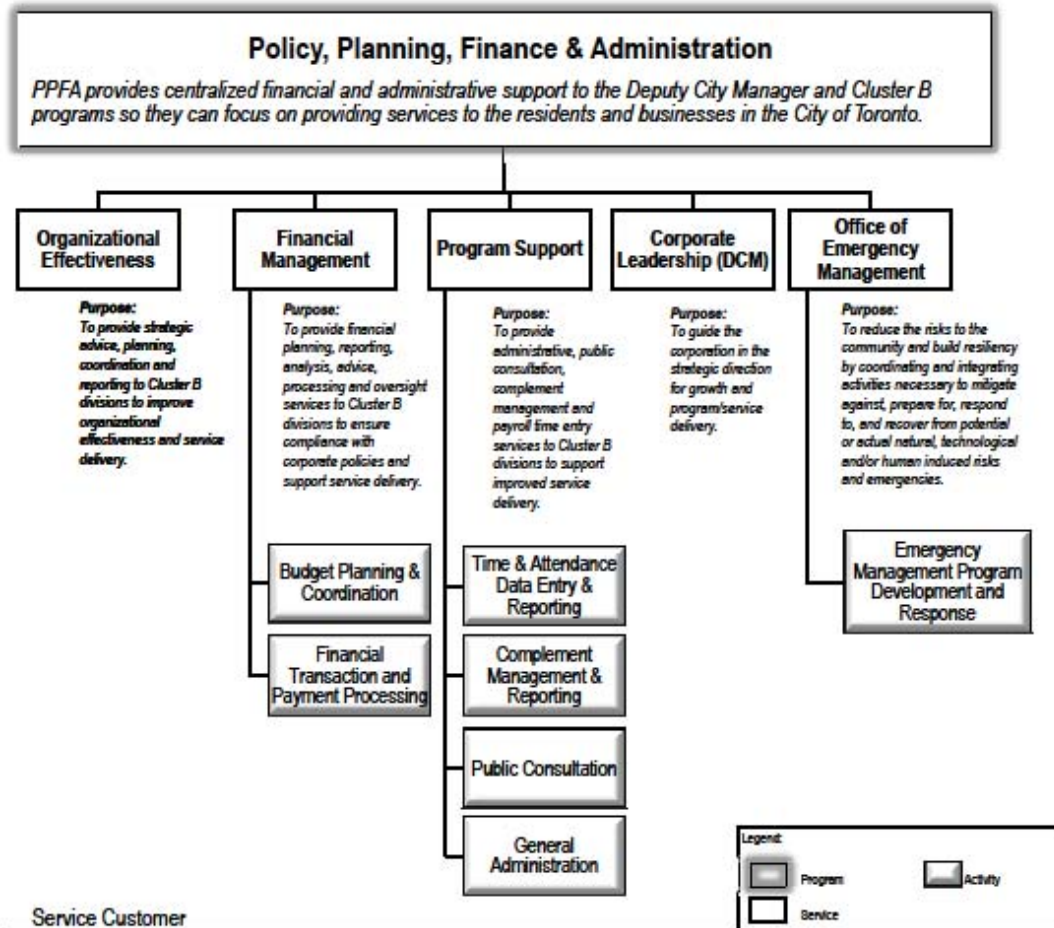 Policy, Planning, Finance & Administration
PPFA provides centralized financial and administrative support to the Deputy City Manager and Cluster B
programs so they can focus on providing services to the residents and businesses in the City of Toronto.
Organizational
Effectiveness
Purpose:
To provide strategic
advice, planning,
coordination and
reporting to Cluster B
divisions to improve
organizational
effectiveness and service
delivery.
Financial
Management
Purpose:
To provide financial
planning, reporting,
analysis, advice,
processing and oversight
services to Cluster B
divisions to ensure
compliance with
corporate policies and
support service delivery.
Budget Planning &
Coordination
Financial
Transaction and
Payment Processing
Program Support
Purpose:
To provide
administrative, public
consultation,
complement
management and
payroll time entry
services to Cluster B
divisions to support
improved service
delivery.
Time & Attendance
Data Entry &
Reporting
Complement
Management &
Reporting
Public Consultation
General
Administration
Corporate
Leadership (DCM)
Purpose:
To guide the
corporation in the
strategic direction
for growth and
program/service
delivery.
Office of
Emergency
Management
Purpose:
To reduce the risks to the
community and build resiliency
by coordinating and integrating
activities necessary to mitigate
against, prepare for, respond
to, and recover from potential
or actual natural, technological
and/or human induced risks
and emergencies.
Emergency
Management Program
Development and
Response
Legend:
Program
Activity
Service
Service Customer